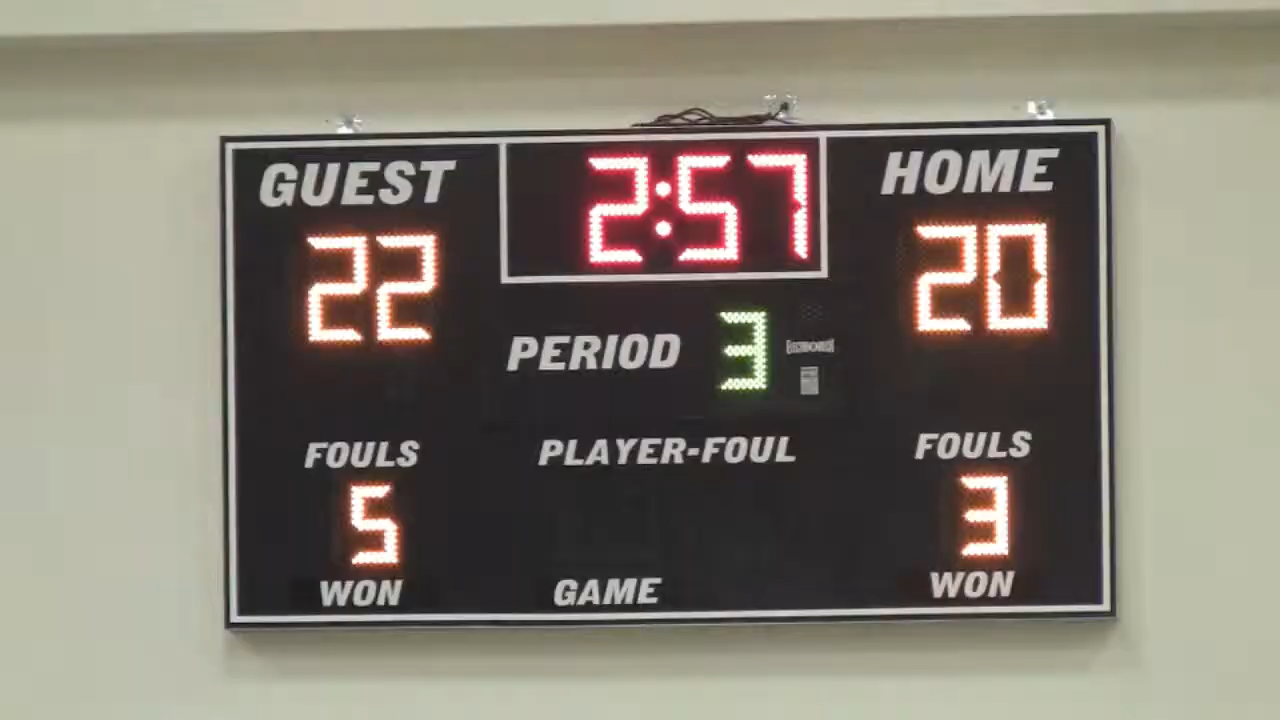 GUEST 2:57 HOME
22 20
PERIOD 3
FOULS PLAYER-FOUL FOULS
5 3
WON GAME WON